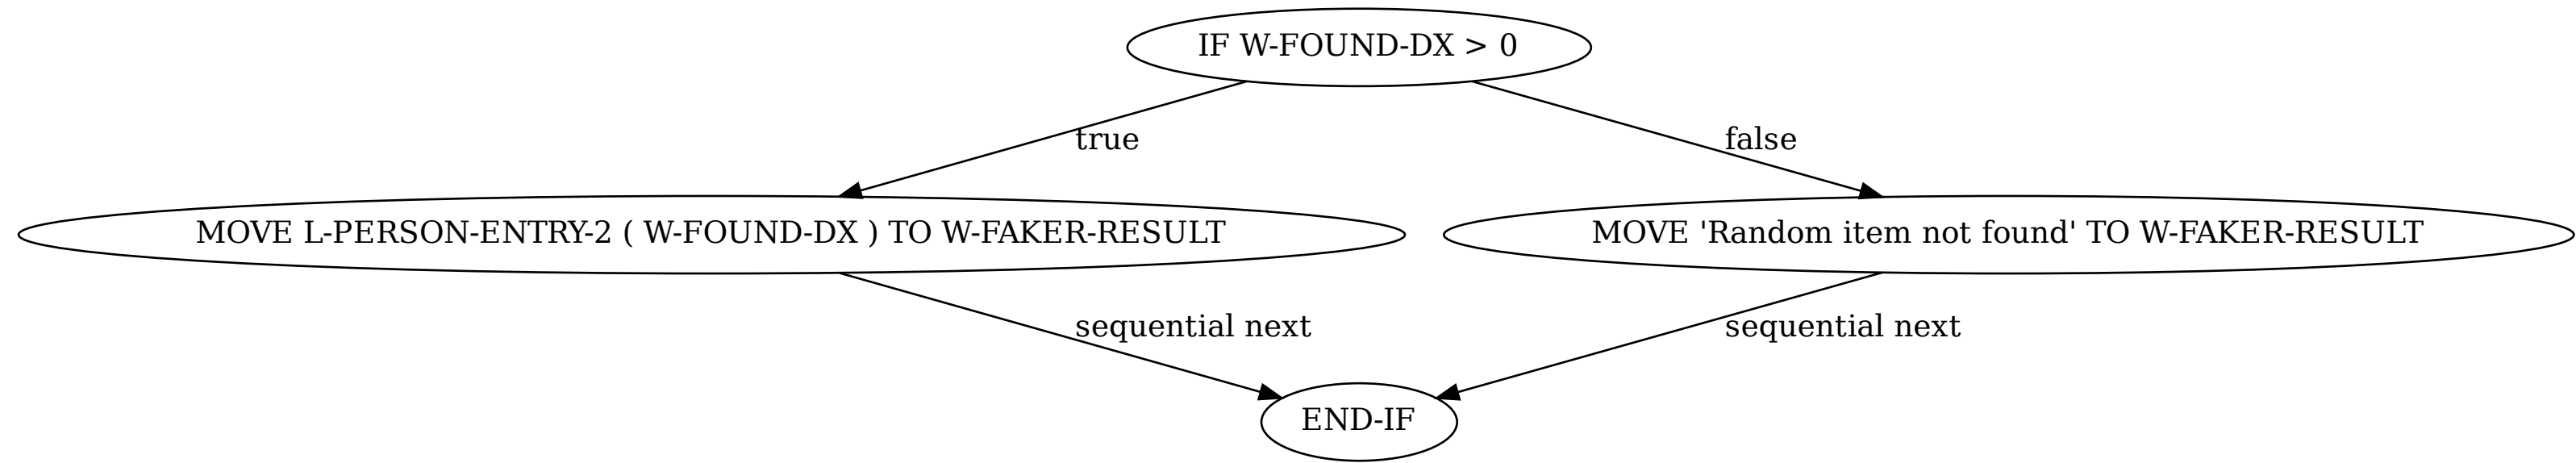 IF W-FOUND-DX > 0
true
false
MOVE L-PERSON-ENTRY-2 ( W-FOUND-DX ) TO W-FAKER-RESULT
MOVE 'Random item not found' TO W-FAKER-RESULT
sequential next
sequential next
END-IF